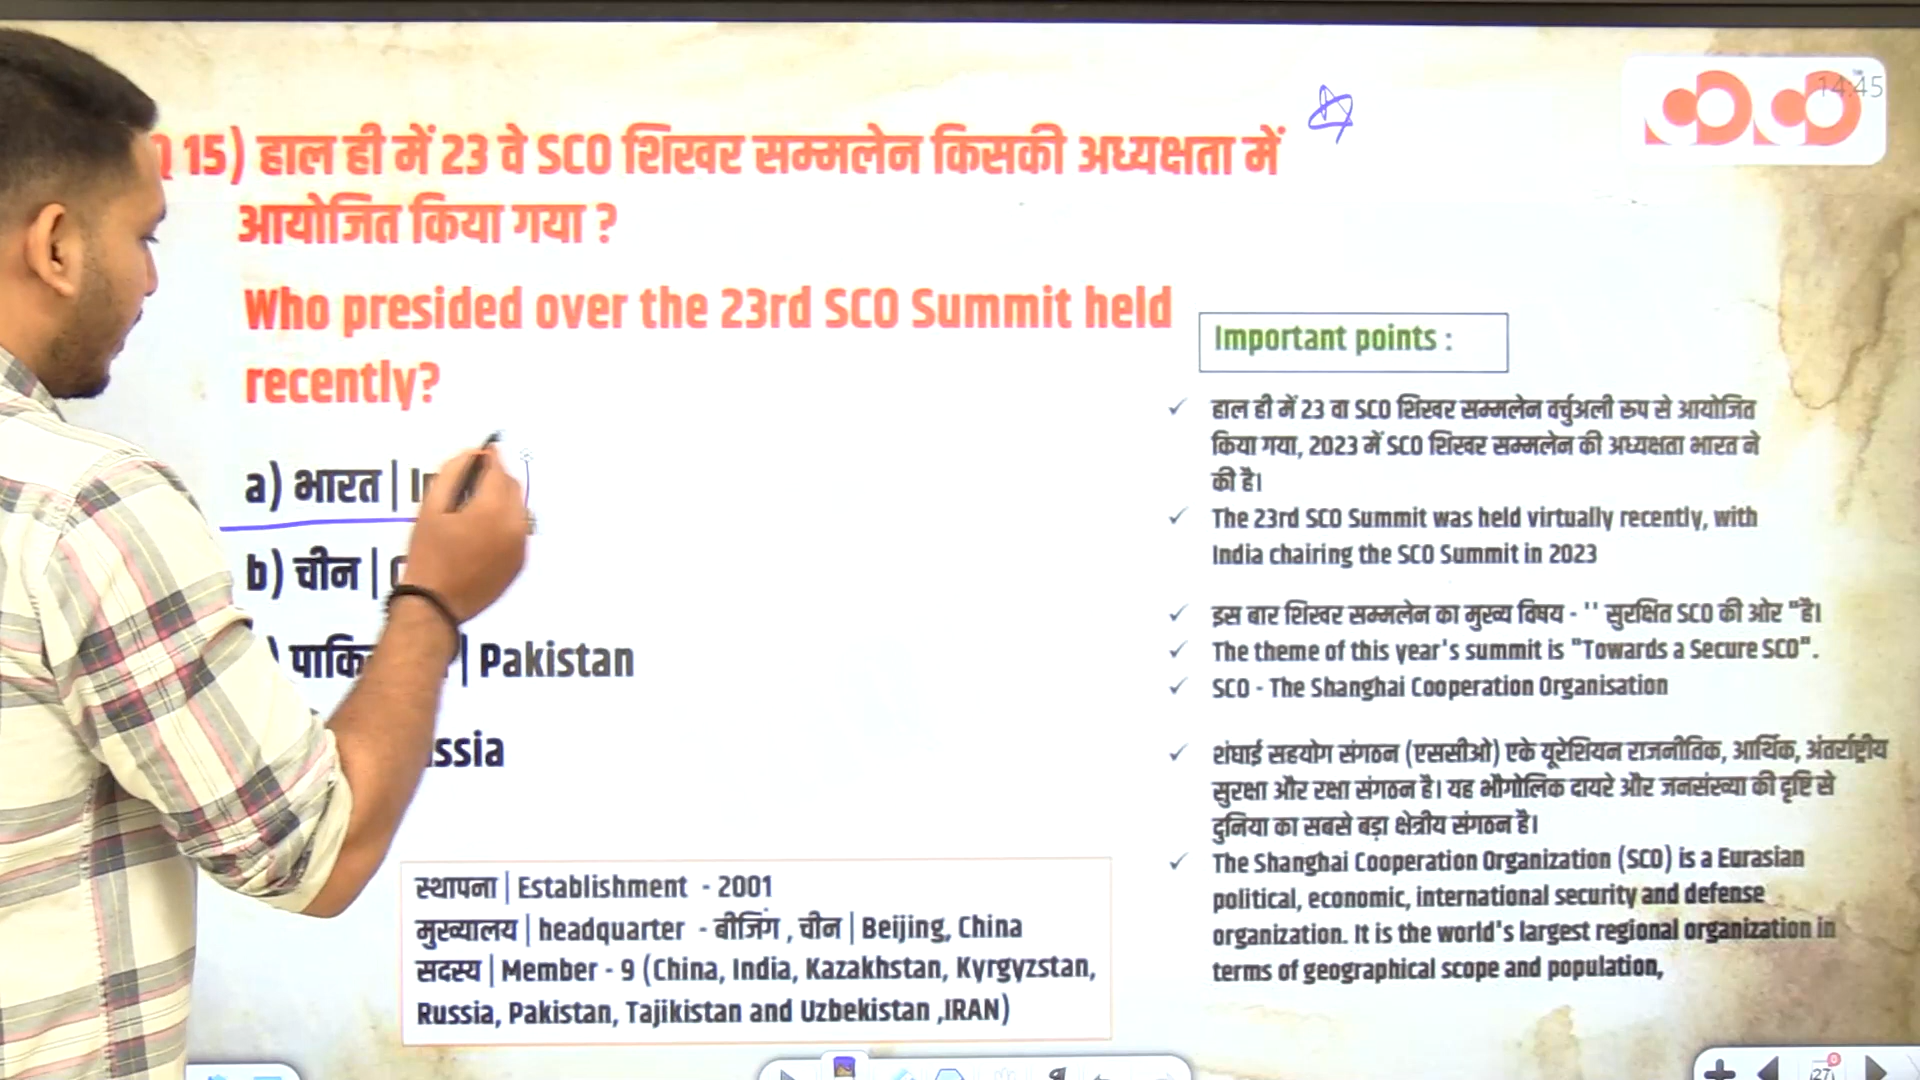 15) हाल ही में 23 वे SCO शिखर सम्मलेन किसकी अध्यक्षता में
आयोजित किया गया ?
Who presided over the 23rd SCO Summit held
recently?
a) भारत |
b) चीन |
| Pakistan
ssia
स्थापना | Establishment - 2001
मुख्यालय | headquarter - बीजिंग , चीन | Beijing, China
सदस्य | Member - 9 (China, India, Kazakhstan, Kyrgyzstan,
Russia, Pakistan, Tajikistan and Uzbekistan ,IRAN)
14:45
Important points :
हाल ही में 23 वा SCO शिखर सम्मलेन वर्चुअली रूप से आयोजित
किया गया, 2023 में SCO शिखर सम्मलेन की अध्यक्षता भारत ने
की है।
The 23rd SCO Summit was held virtually recently, with
India chairing the SCO Summit in 2023
इस बार शिखर सम्मलेन का मुख्य विषय - '' सुरक्षित SCO की ओर "है।
The theme of this year's summit is "Towards a Secure SCO".
SCO - The Shanghai Cooperation Organisation
शंघाई सहयोग संगठन (एससीओ) एके यूरेशियन राजनीतिक, आर्थिक, अंतर्राष्ट्रीय
सुरक्षा और रक्षा संगठन है। यह भौगोलिक दायरे और जनसंख्या की दृष्टि से
दुनिया का सबसे बड़ा क्षेत्रीय संगठन है।
The Shanghai Cooperation Organization (SCO) is a Eurasian
political, economic, international security and defense
organization. It is the world's largest regional organization in
terms of geographical scope and population,
27